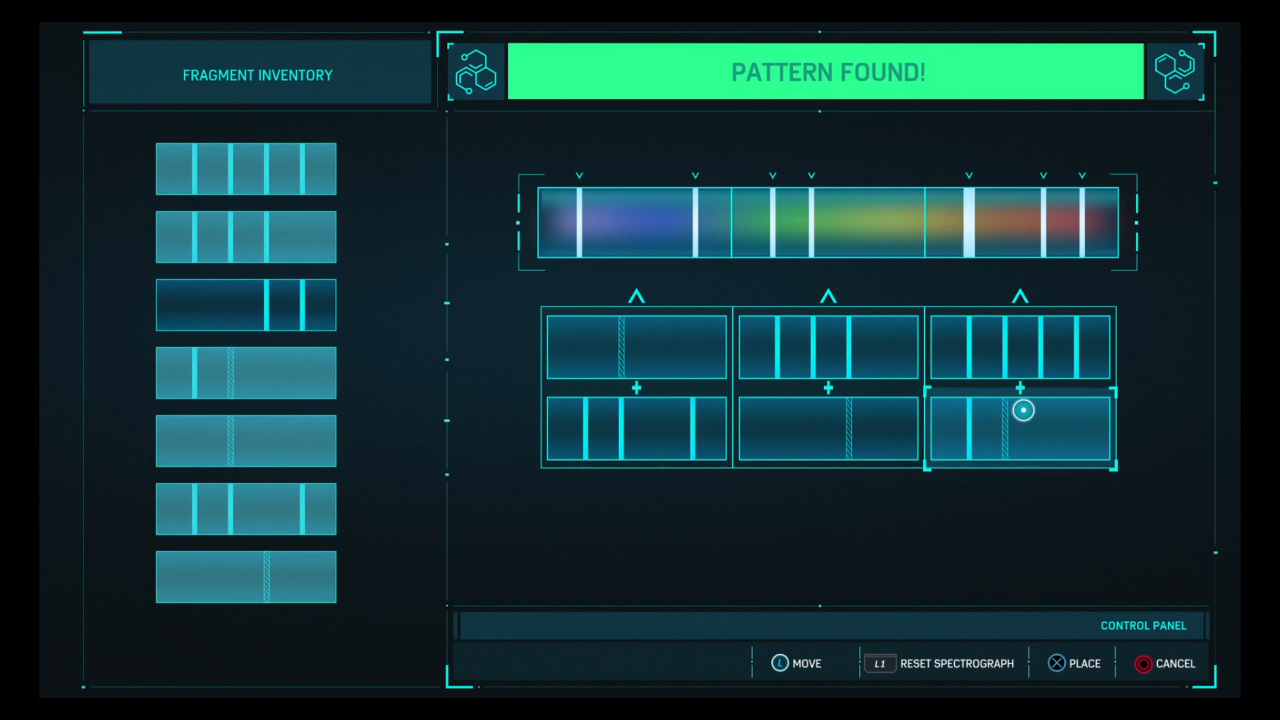 FRAGMENT INVENTORY
PATTERN FOUND!
CONTROL PANEL
L MOVE
L1 RESET SPECTROGRAPH
PLACE
CANCEL